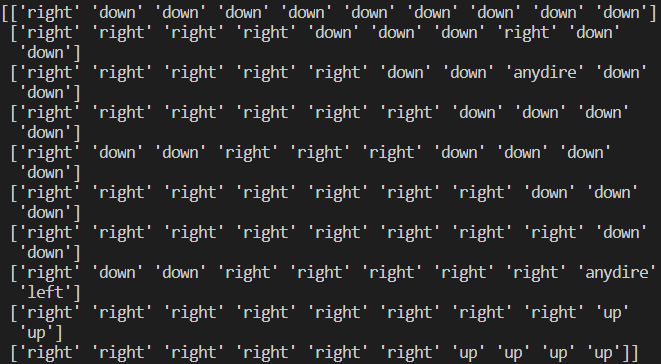 [['right' 'down' 'down' 'down' 'down' 'down' 'down' 'down' 'down' 'down']
['right' 'right' 'right' 'right' 'down' 'down' 'down' 'right' 'down'
'down']
['right' 'right' 'right' 'right' 'right' 'down' 'down' 'anydire' 'down'
'down']
['right' 'right' 'right' 'right' 'right' 'right' 'down' 'down' 'down'
'down']
['right' 'down' 'down' 'right' 'right' 'right' 'down' 'down' 'down'
'down']
['right' 'right' 'right' 'right' 'right' 'right' 'right' 'down' 'down'
'down']
['right' 'right' 'right' 'right' 'right' 'right' 'right' 'right' 'down'
'down']
['right' 'down' 'down' 'right' 'right' 'right' 'right' 'right' 'anydire'
'left']
['right' 'right' 'right' 'right' 'right' 'right' 'right' 'right' 'up'
'up']
['right' 'right' 'right' 'right' 'right' 'right' 'up' 'up' 'up' 'up']]